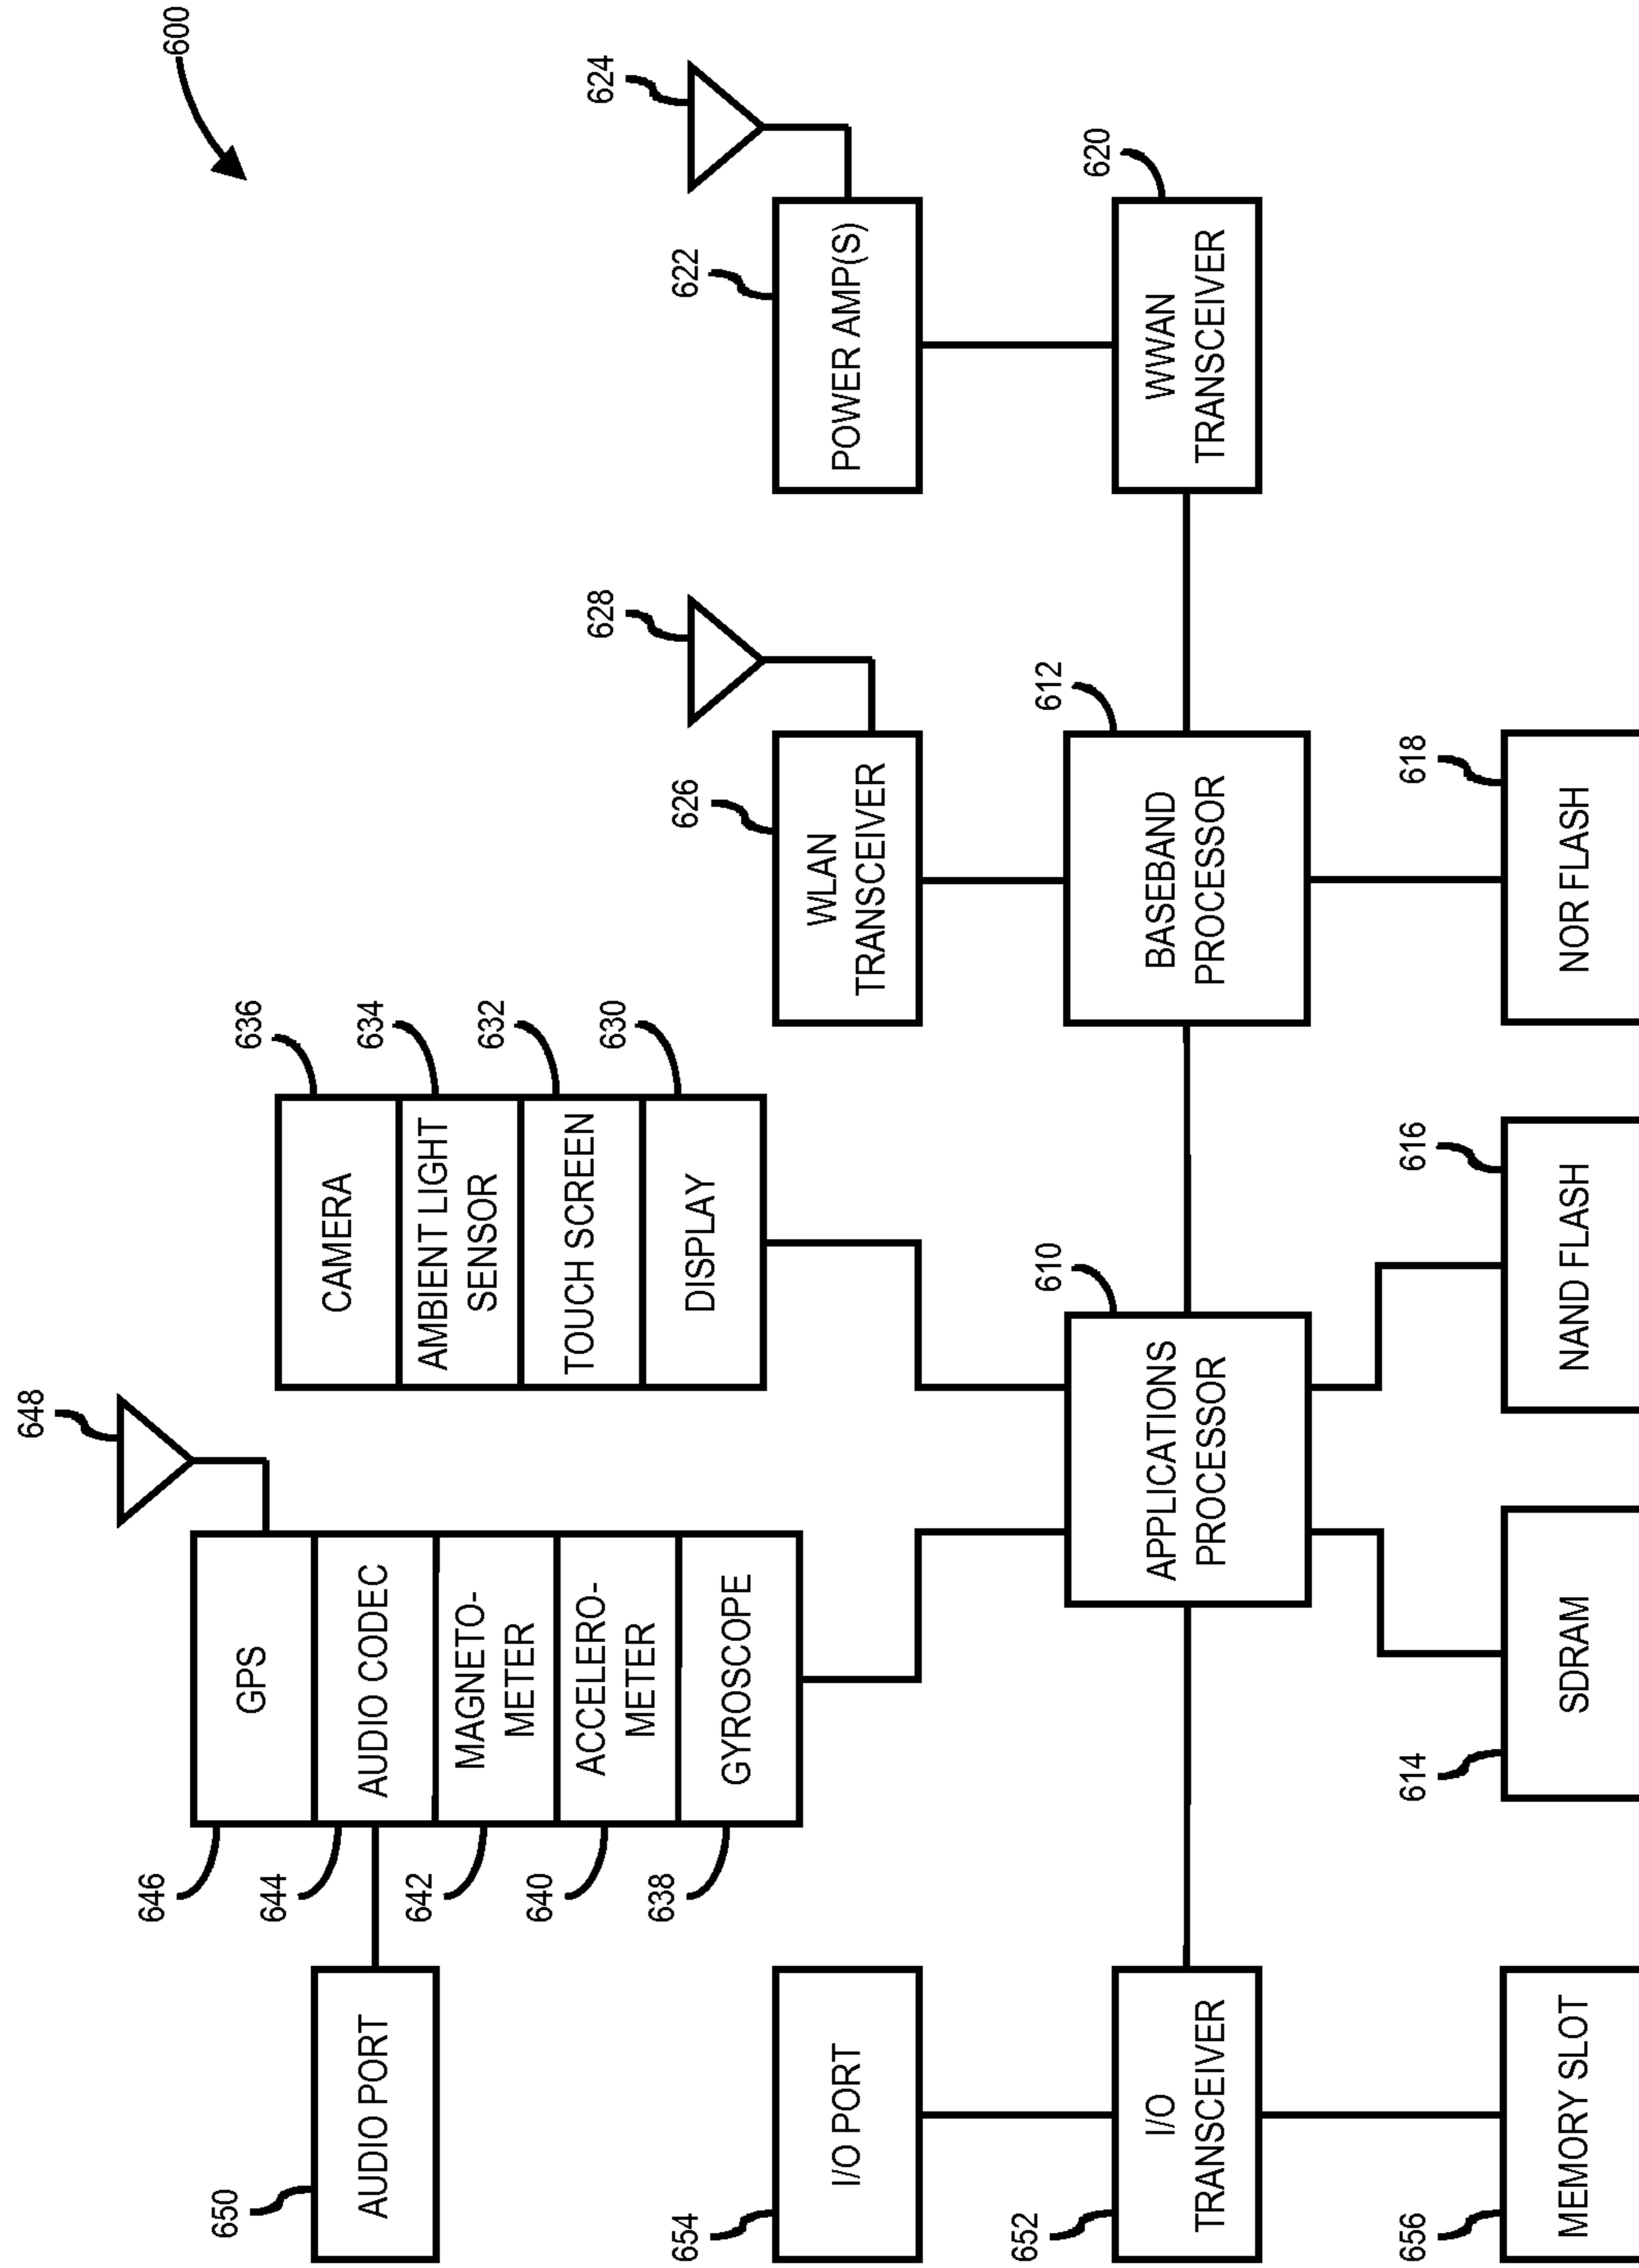 600
648
GPS
AUDIO CODEC
MAGNETO-
METER
ACCELERO-
METER
GYROSCOPE
646
644
642
640
638
650
AUDIO PORT
CAMERA
AMBIENT LIGHT
SENSOR
TOUCH SCREEN
DISPLAY
636
634
632
630
628
624
654
I/O PORT
626
WLAN
TRANSCEIVER
622
POWER AMP(S)
652
I/O
TRANSCEIVER
610
APPLICATIONS
PROCESSOR
612
BASEBAND
PROCESSOR
620
WWAN
TRANSCEIVER
656
MEMORY SLOT
614
SDRAM
616
NAND FLASH
618
NOR FLASH